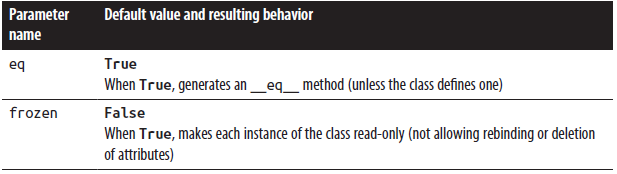 Parameter Default value and resulting behavior
name
eq True
When True, generates an __eq__ method (unless the class defines one)
frozen False
When True, makes each instance of the class read-only (not allowing rebinding or deletion
of attributes)